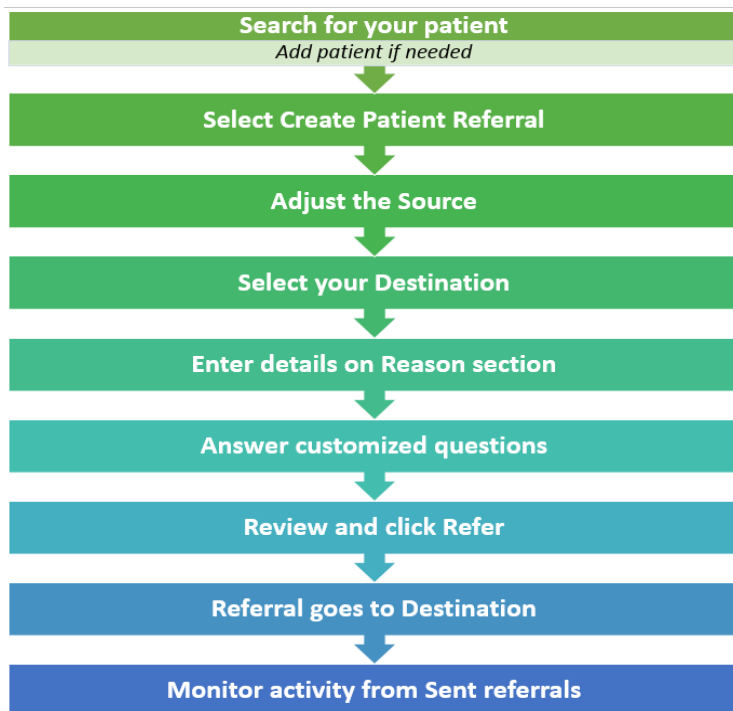 Search for your patient
Add patient if needed
Select Create Patient Referral
Adjust the Source
Select your Destination
Enter details on Reason section
Answer customized questions
Review and click Refer
Referral goes to Destination
Monitor activity from Sent referrals